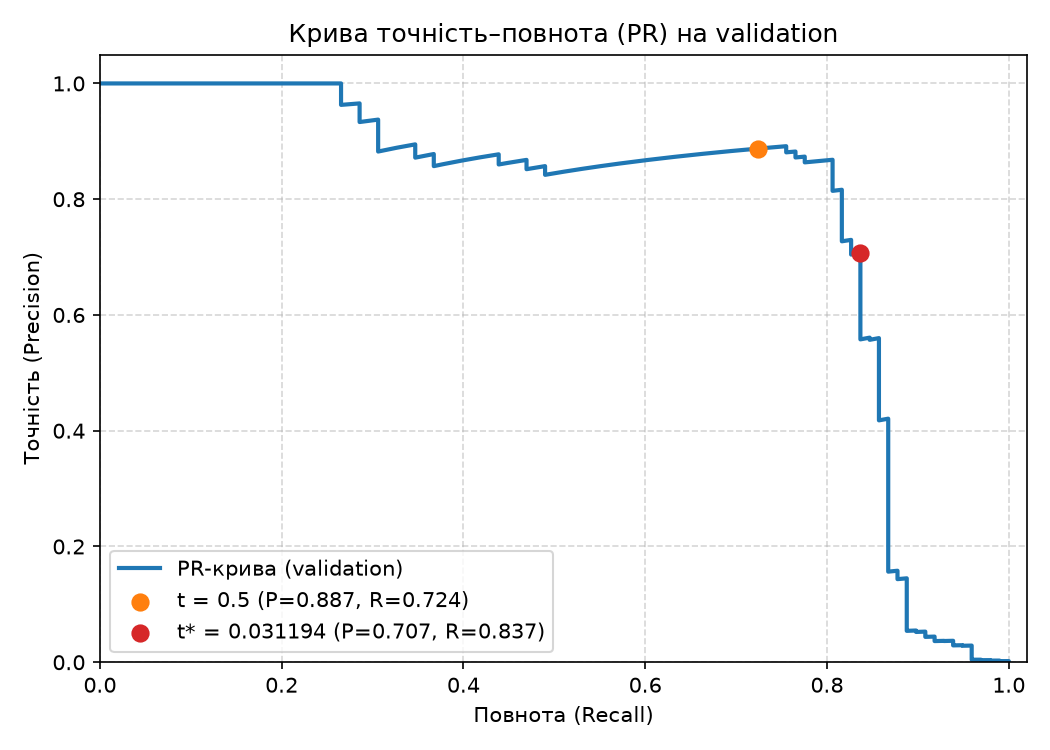 Крива точність–повнота (PR) на validation
Точність (Precision)
1.0
0.8
0.6
0.4
0.2
0.0
PR-крива (validation)
t = 0.5 (P=0.887, R=0.724)
t* = 0.031194 (P=0.707, R=0.837)
0.0 0.2 0.4 0.6 0.8 1.0
Повнота (Recall)